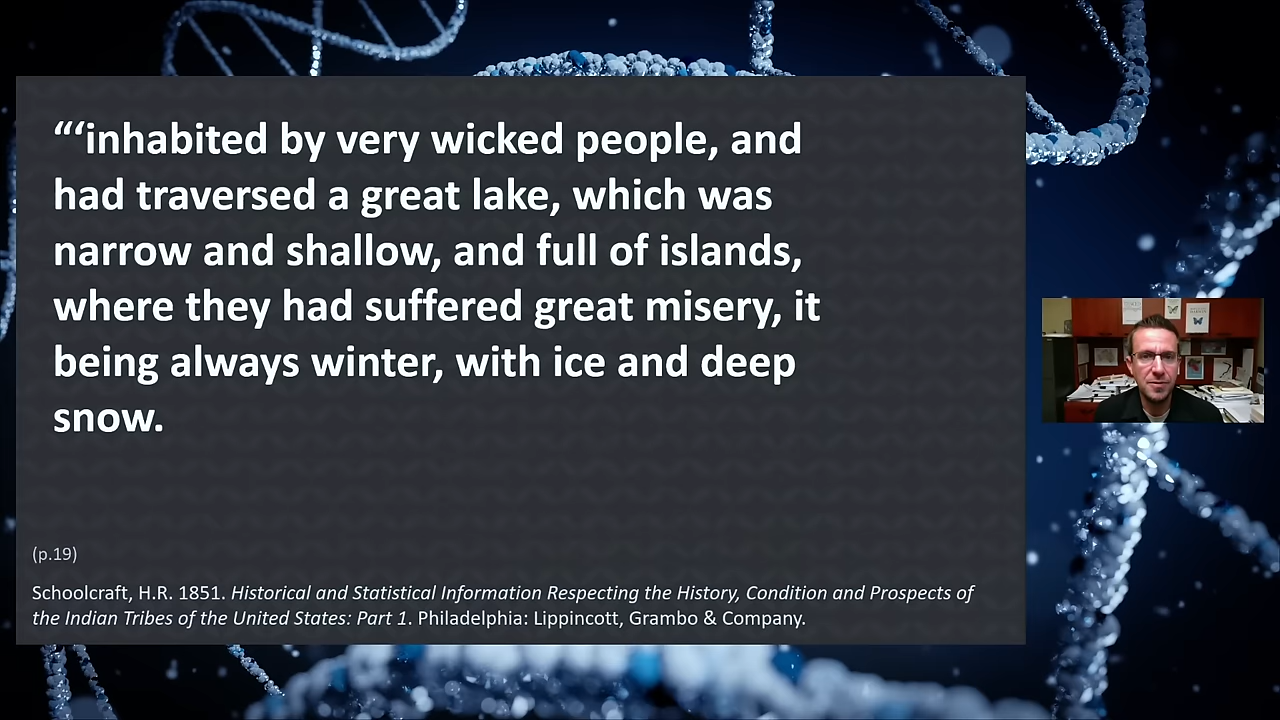 “‘inhabited by very wicked people, and
had traversed a great lake, which was
narrow and shallow, and full of islands,
where they had suffered great misery, it
being always winter, with ice and deep
snow.
(p.19)
Schoolcraft, H.R. 1851. Historical and Statistical Information Respecting the History, Condition and Prospects of
the Indian Tribes of the United States: Part 1. Philadelphia: Lippincott, Grambo & Company.